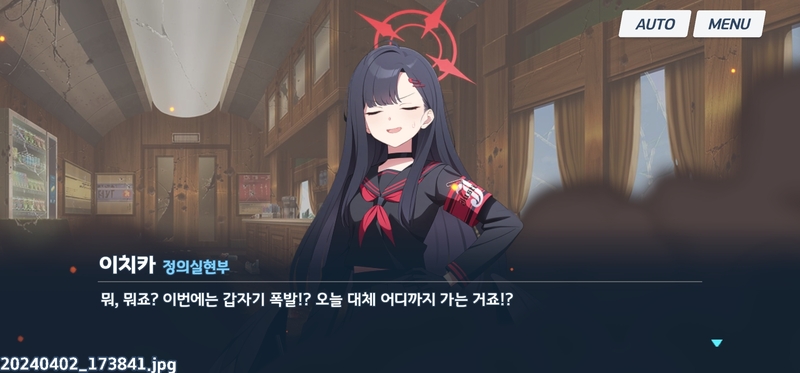 AUTO
MENU
이치카 정의실현부
뭐, 뭐죠? 이번에는 갑자기 폭발!? 오늘 대체 어디까지 가는 거죠!?
20240402_173841.jpg